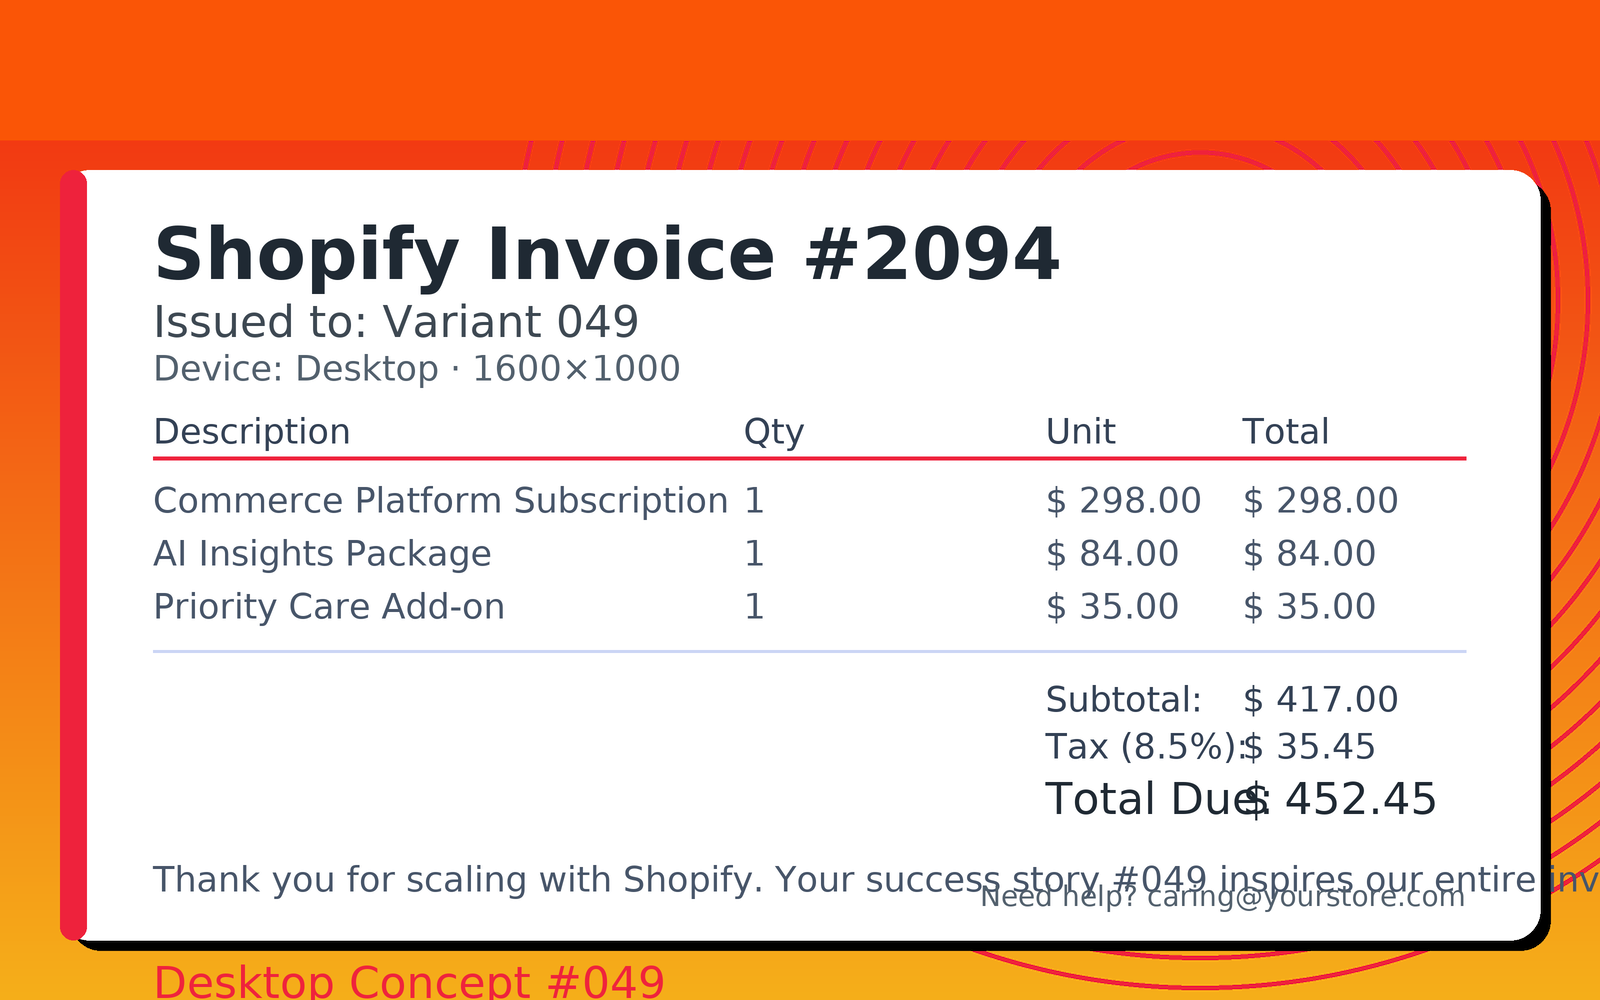 Shopify Invoice #2094
Issued to: Variant 049
Device: Desktop · 1600×1000
Description Qty Unit Total
Commerce Platform Subscription 1 $ 298.00 $ 298.00
AI Insights Package 1 $ 84.00 $ 84.00
Priority Care Add-on 1 $ 35.00 $ 35.00
Subtotal: $ 417.00
Tax (8.5%): $ 35.45
Total Due: $ 452.45
Thank you for scaling with Shopify. Your success story #049 inspires our entire
Need help? caring@yourstore.com
Desktop Concept #049